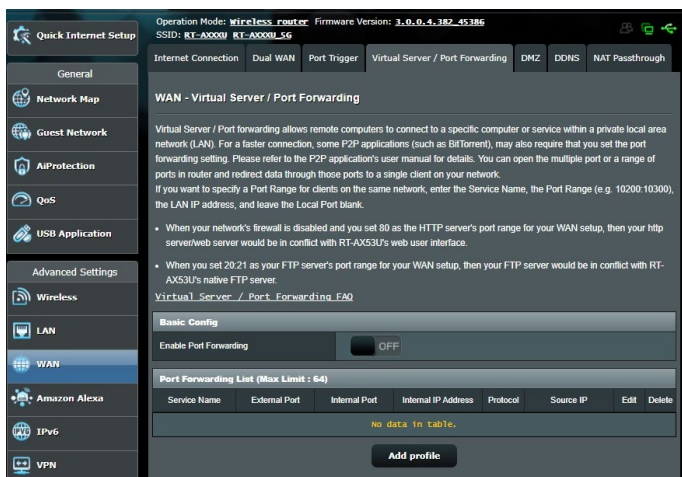 Operation Mode: Wireless router Firmware Version: 3.0.0.4.382_45386
SSID: RT-AXXXU RT-AXXXU_5G
Quick Internet Setup
General
Network Map
Guest Network
AiProtection
QoS
USB Application
Advanced Settings
Wireless
LAN
WAN
Amazon Alexa
IPv6
VPN
Internet Connection Dual WAN Port Trigger Virtual Server / Port Forwarding DMZ DDNS NAT Passthrough
WAN - Virtual Server / Port Forwarding
Virtual Server / Port forwarding allows remote computers to connect to a specific computer or service within a private local area
network (LAN). For a faster connection, some P2P applications (such as BitTorrent), may also require that you set the port
forwarding setting. Please refer to the P2P application's user manual for details. You can open the multiple port or a range of
ports in router and redirect data through those ports to a single client on your network.
If you want to specify a Port Range for clients on the same network, enter the Service Name, the Port Range (e.g. 10200:10300),
the LAN IP address, and leave the Local Port blank.
• When your network's firewall is disabled and you set 80 as the HTTP server's port range for your WAN setup, then your http
server/web server would be in conflict with RT-AX53U's web user interface.
• When you set 20:21 as your FTP server's port range for your WAN setup, then your FTP server would be in conflict with RT-
AX53U's native FTP server.
Virtual Server / Port Forwarding FAQ
Basic Config
Enable Port Forwarding OFF
Port Forwarding List (Max Limit : 64)
Service Name External Port Internal Port Internal IP Address Protocol Source IP Edit Delete
No data in table.
Add profile